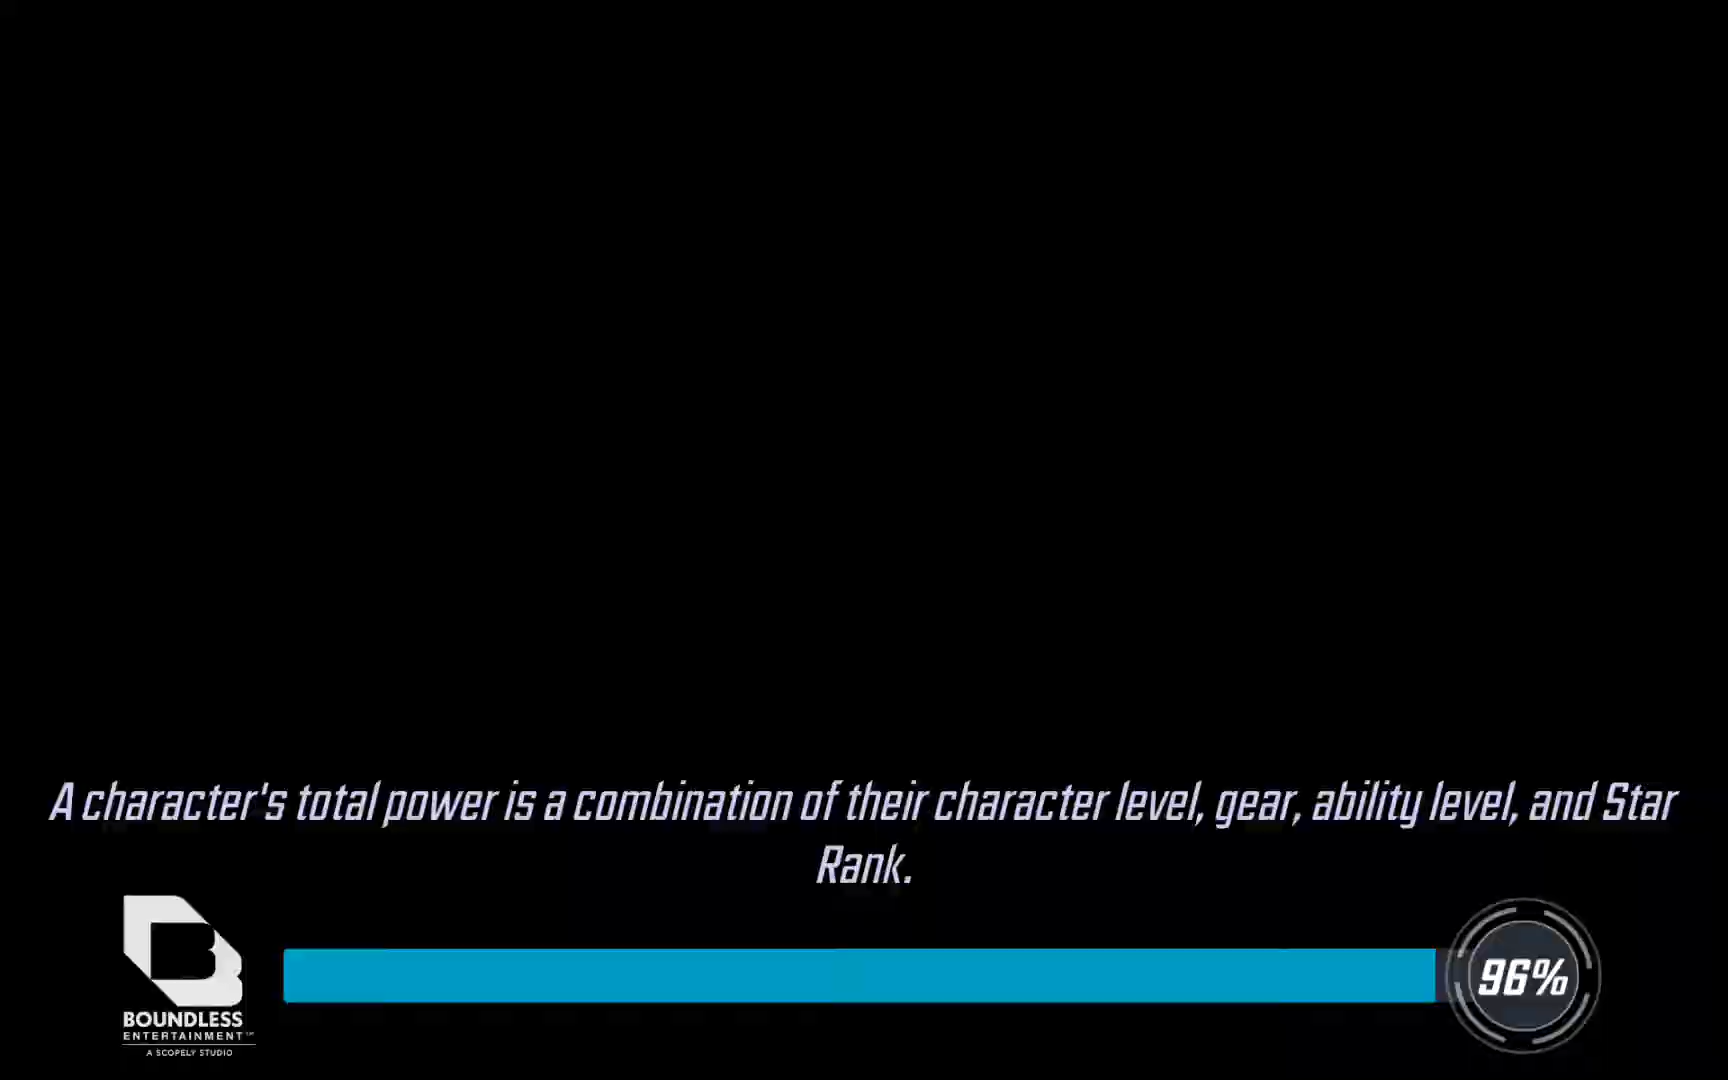 A character's total power is a combination of their character level, gear, ability level, and Star
Rank.
96%
BOUNDLESS
ENTERTAINMENT™
A SCOPELY STUDIO